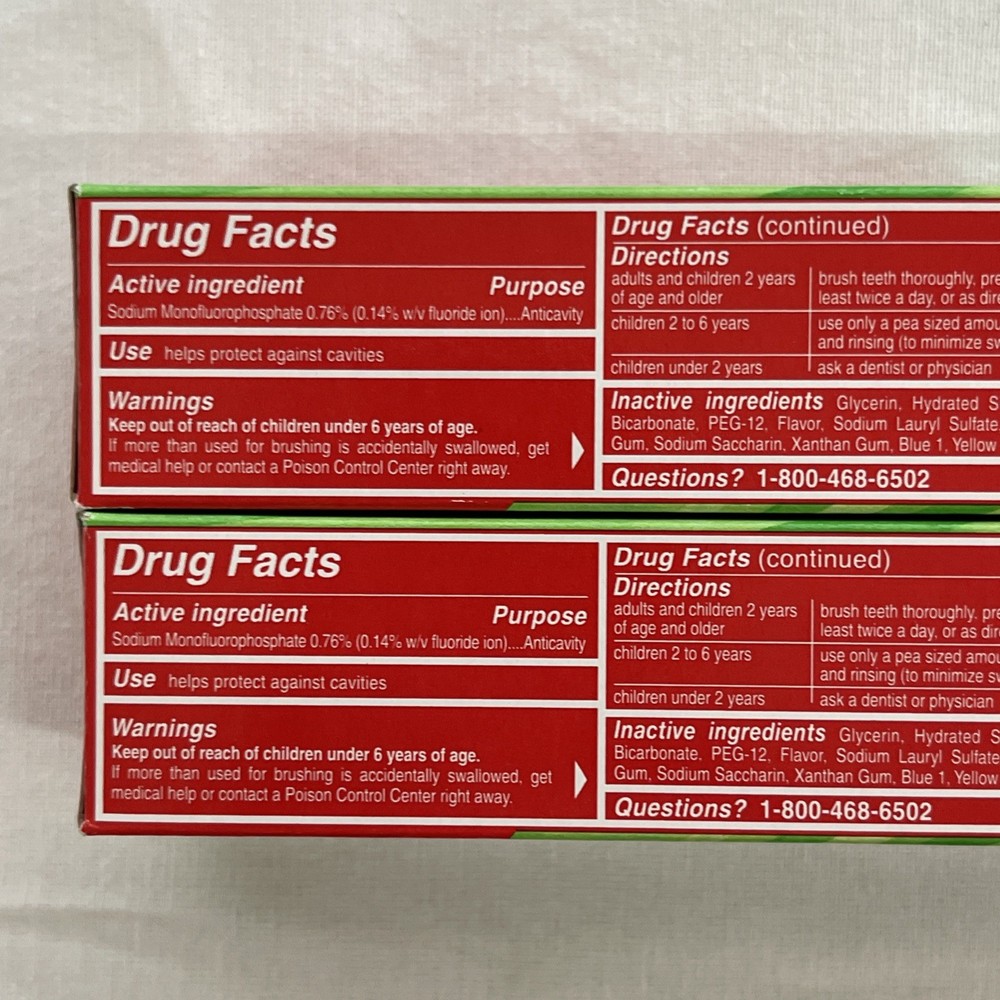 Drug Facts
Active ingredient Purpose
Sodium Monofluorophosphate 0.76% (0.14% w/v fluoride ion)....Anticavity
Use helps protect against cavities
Warnings
Keep out of reach of children under 6 years of age.
If more than used for brushing is accidentally swallowed, get
medical help or contact a Poison Control Center right away.
Drug Facts (continued)
Directions
adults and children 2 years brush teeth thoroughly,
of age and older least twice a day, or as
children 2 to 6 years use only a pea sized
and rinsing (to minimize
children under 2 years ask a dentist or physician
Inactive ingredients Glycerin, Hydrated
Bicarbonate, PEG-12, Flavor, Sodium Lauryl Sulfate
Gum, Sodium Saccharin, Xanthan Gum, Blue 1, Yellow
Questions? 1-800-468-6502
Drug Facts
Active ingredient Purpose
Sodium Monofluorophosphate 0.76% (0.14% w/v fluoride ion)....Anticavity
Use helps protect against cavities
Warnings
Keep out of reach of children under 6 years of age.
If more than used for brushing is accidentally swallowed, get
medical help or contact a Poison Control Center right away.
Drug Facts (continued)
Directions
adults and children 2 years brush teeth thoroughly,
of age and older least twice a day, or as
children 2 to 6 years use only a pea sized
and rinsing (to minimize
children under 2 years ask a dentist or physician
Inactive ingredients Glycerin, Hydrated
Bicarbonate, PEG-12, Flavor, Sodium Lauryl Sulfate
Gum, Sodium Saccharin, Xanthan Gum, Blue 1, Yellow
Questions? 1-800-468-6502